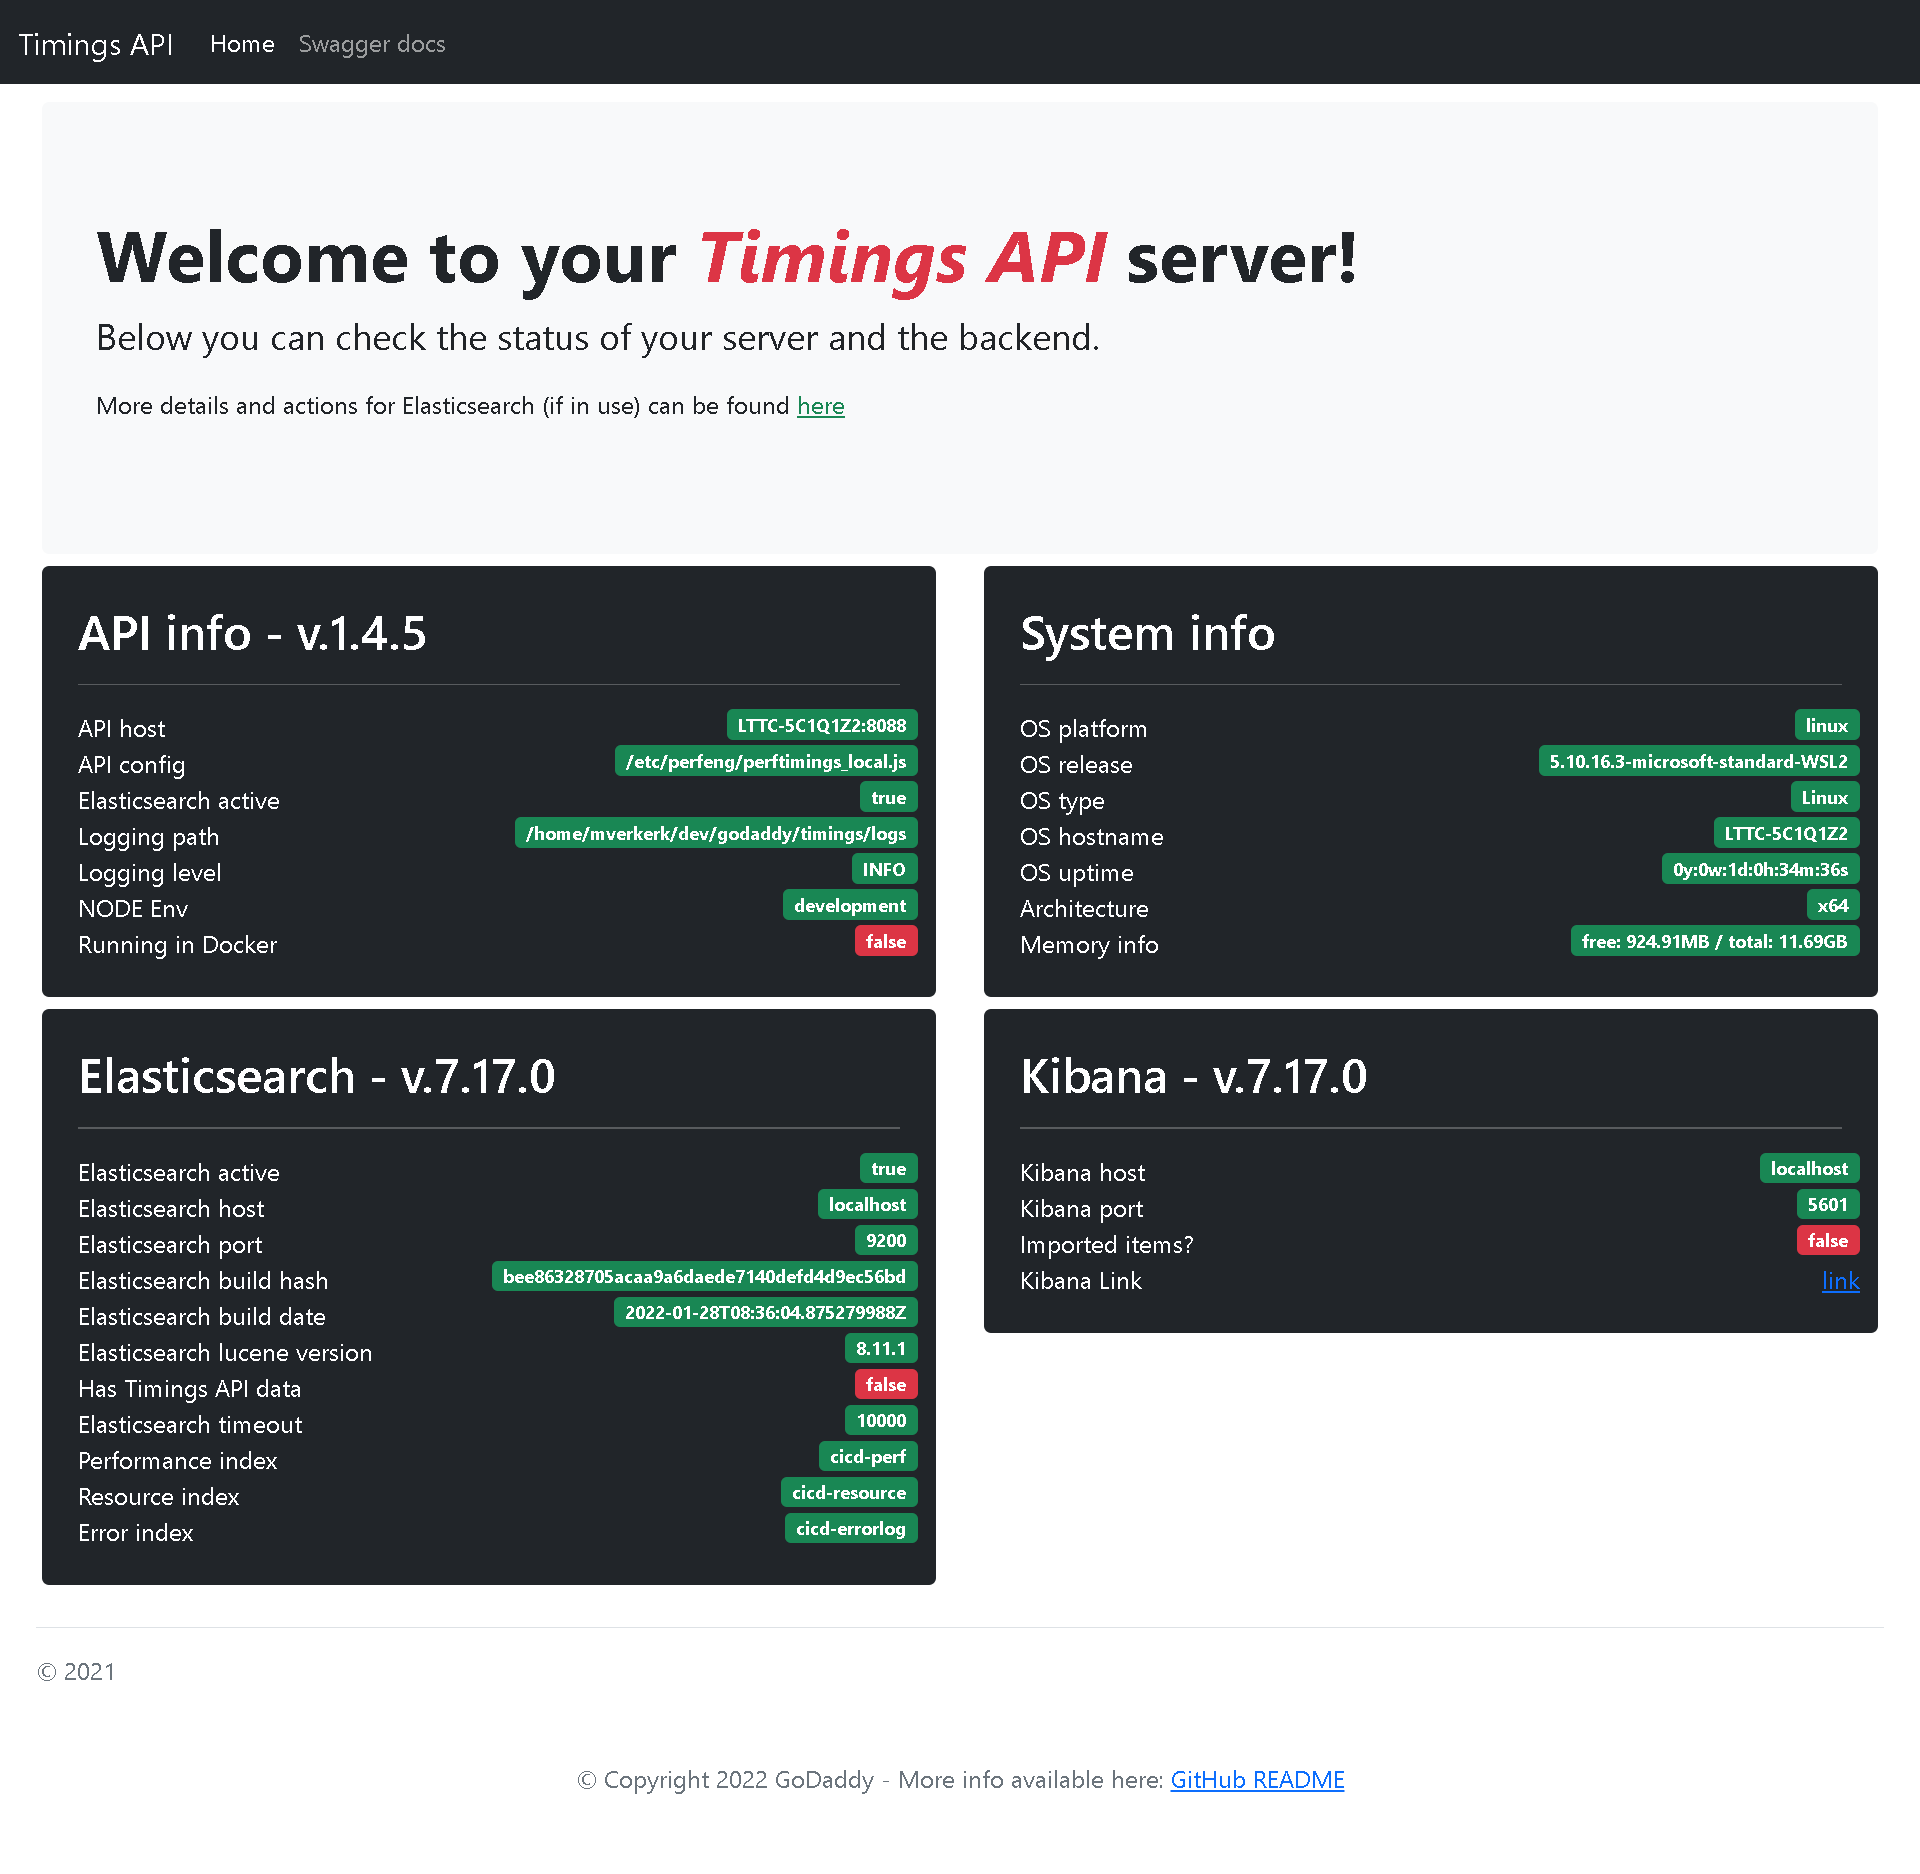 Timings API Home Swagger docs
Welcome to your Timings API server!
Below you can check the status of your server and the backend.
More details and actions for Elasticsearch (if in use) can be found here
API info - v.1.4.5
API host LTTC-5C1Q1Z2:8088
API config /etc/perfeng/perftimings_local.js
Elasticsearch active true
Logging path /home/mverkerk/dev/godaddy/timings/logs
Logging level INFO
NODE Env development
Running in Docker false
System info
OS platform linux
OS release 5.10.16.3-microsoft-standard-WSL2
OS type Linux
OS hostname LTTC-5C1Q1Z2
OS uptime 0y:0w:1d:0h:34m:36s
Architecture x64
Memory info free: 924.91MB / total: 11.69GB
Elasticsearch - v.7.17.0
Elasticsearch active true
Elasticsearch host localhost
Elasticsearch port 9200
Elasticsearch build hash bee86328705acaa9a6daede7140defd4d9ec56bd
Elasticsearch build date 2022-01-28T08:36:04.875279988Z
Elasticsearch lucene version 8.11.1
Has Timings API data false
Elasticsearch timeout 10000
Performance index cicd-perf
Resource index cicd-resource
Error index cicd-errorlog
Kibana - v.7.17.0
Kibana host localhost
Kibana port 5601
Imported items? false
Kibana Link link
© 2021
© Copyright 2022 GoDaddy - More info available here: GitHub README